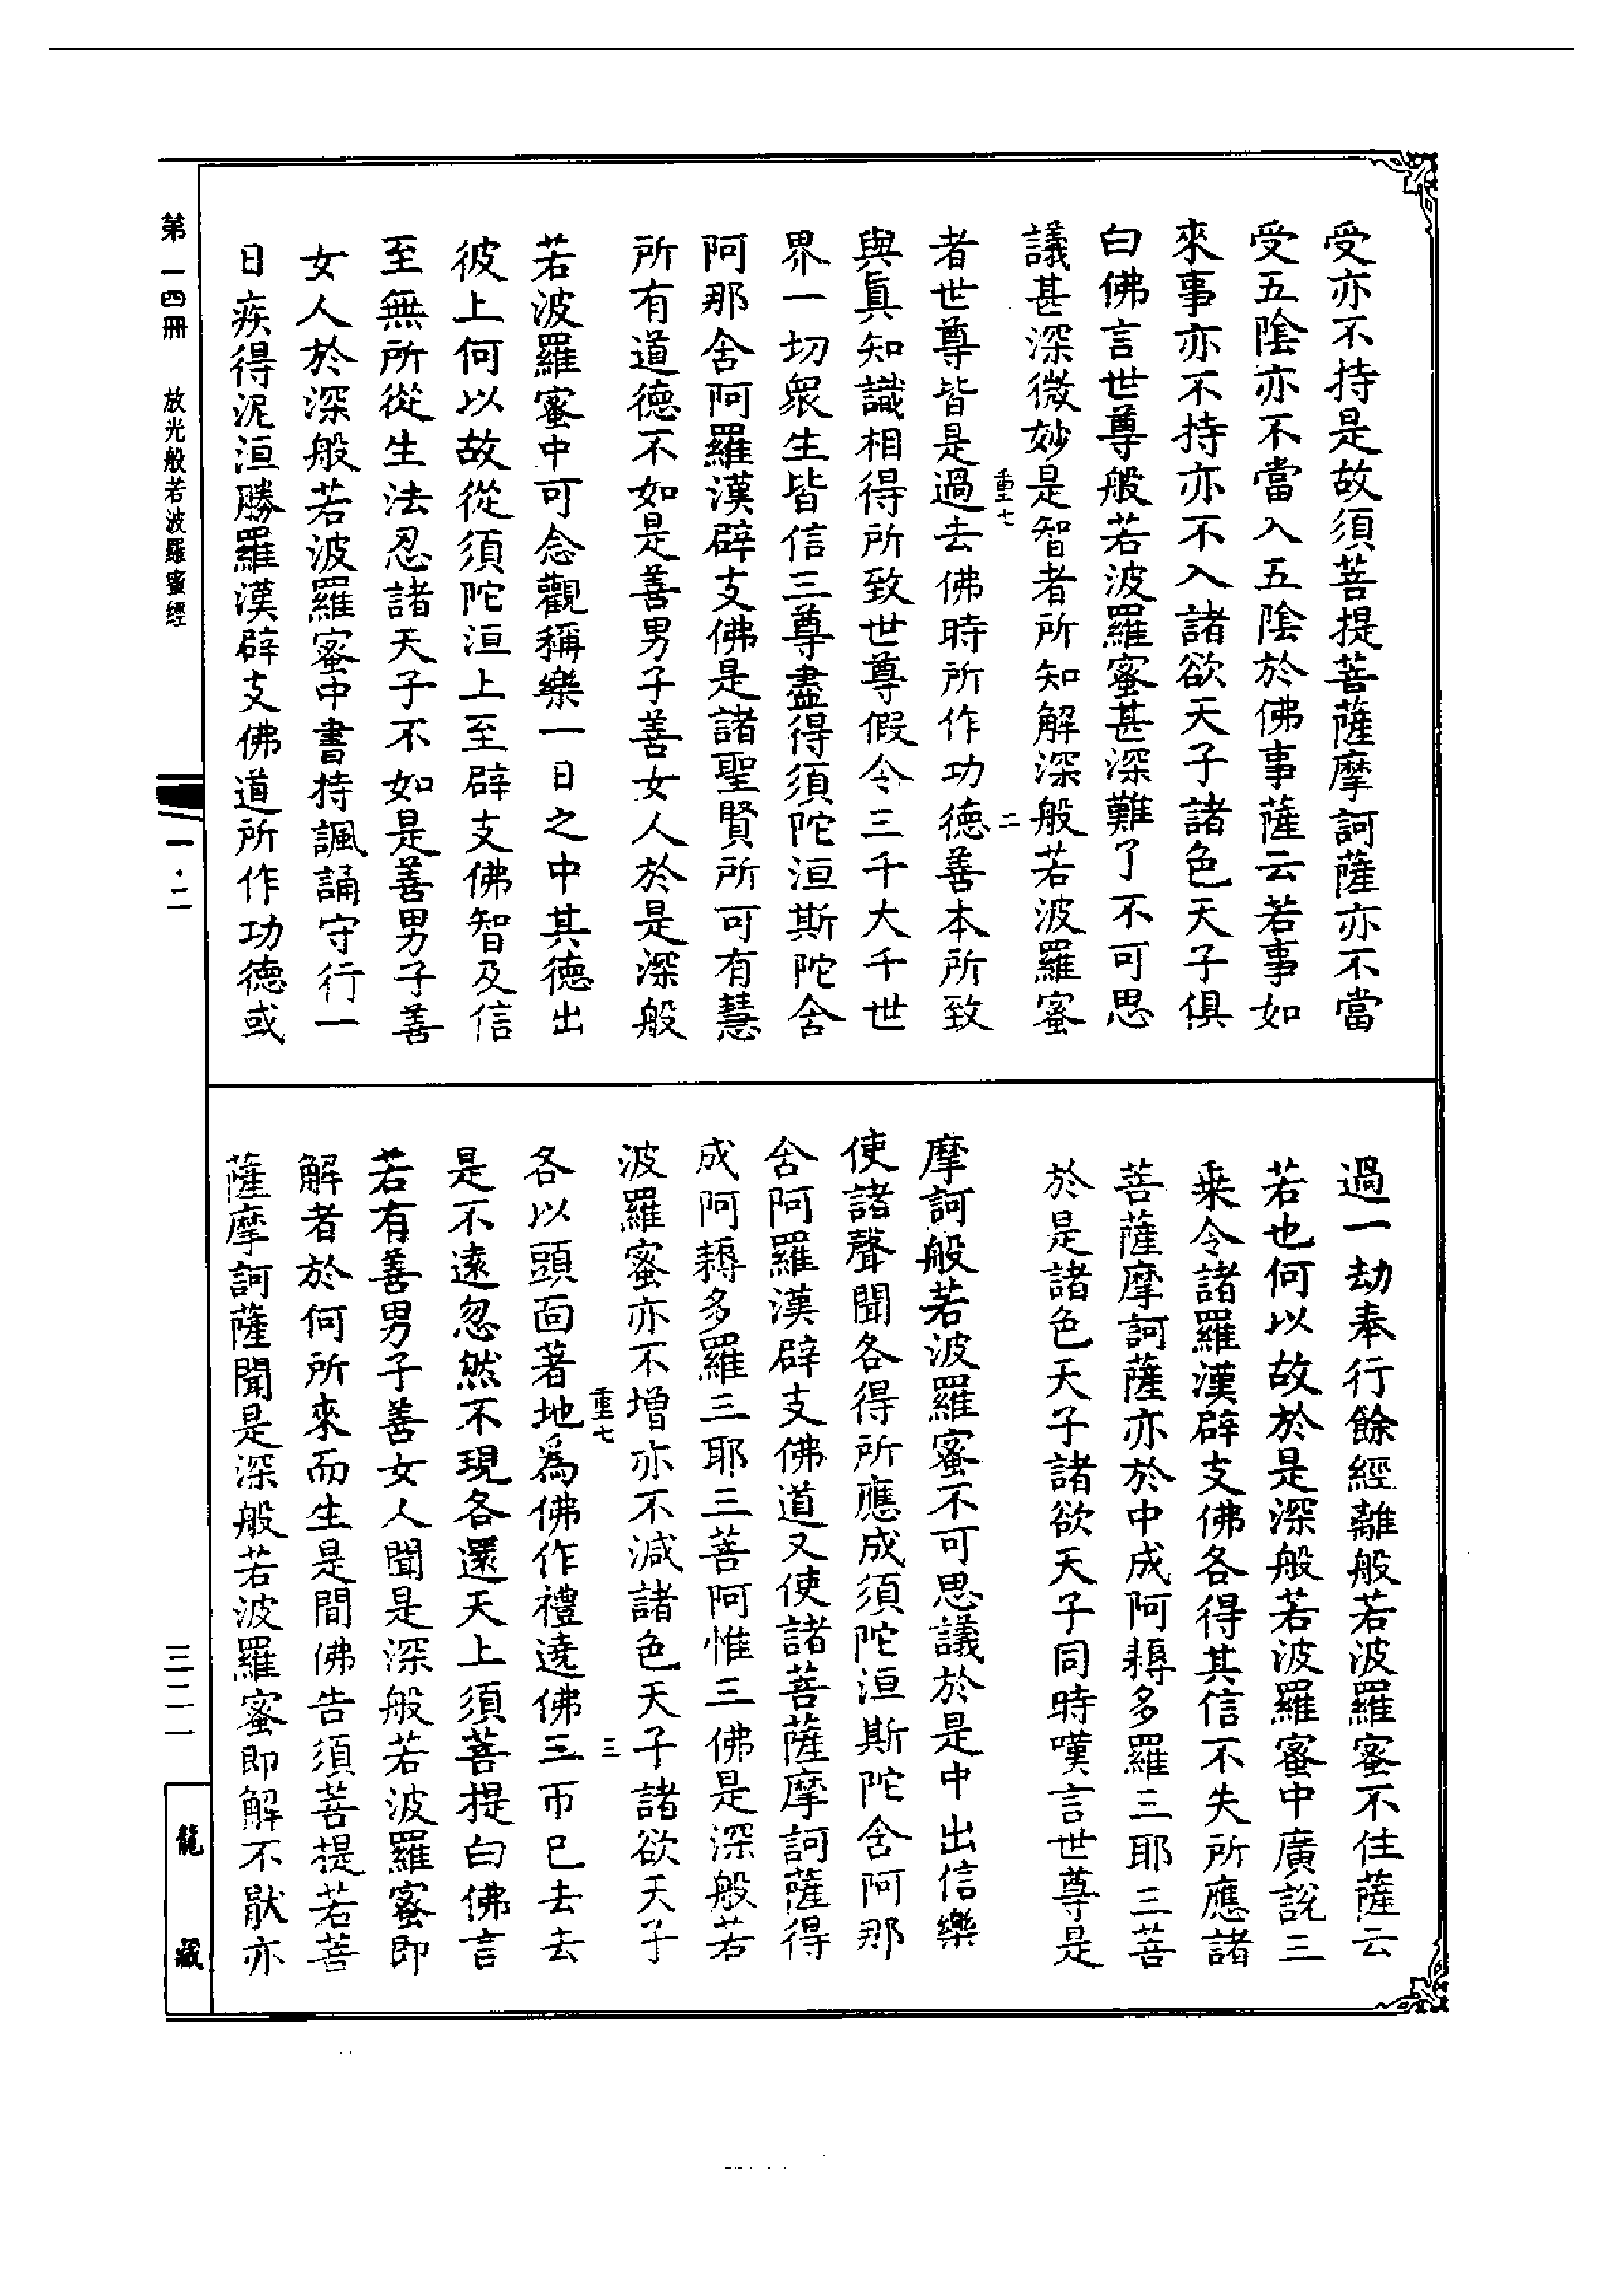 受亦不持是故須菩提菩薩摩訶薩亦不當
受五陰亦不當入五陰於佛事薩云若事如
來事亦不持亦不入諸欲天子諸色天子俱
白佛言世尊般若波羅蜜甚深難了不可思
議甚深微妙是智者所知解深般若波羅蜜
重七 二
者世尊皆是過去佛時所作功德善本所致
與真知識相得所致世尊假令三千大千世
界一切眾生皆信三尊盡得須陀洹斯陀含
阿那含阿羅漢辟支佛是諸聖賢所可有慧
所有道德不如是善男子善女人於是深般
若波羅蜜中可念觀稱樂一日之中其德出
彼上何以故從須陀洹上至辟支佛智及信
至無所從生法忍諸天子不如是善男子善
女人於深般若波羅蜜中書持諷誦守行一
日疾得泥洹勝羅漢辟支佛道所作功德或
過一劫奉行餘經離般若波羅蜜不住薩云
若也何以故於是深般若波羅蜜中廣說三
乗令諸羅漢辟支佛各得其信不失所應諸
菩薩摩訶薩亦於中成阿耨多羅三耶三菩
於是諸色天子諸欲天子同時嘆言世尊是
摩訶般若波羅蜜不可思議於是中出信樂
使諸聲聞各得所應成須陀洹斯陀含阿那
含阿羅漢辟支佛道又使諸菩薩摩訶薩得
成阿耨多羅三耶三菩阿惟三佛是深般若
波羅蜜亦不增亦不減諸色天子諸欲天子
重七 三
各以頭面著地為佛作禮遶佛三帀已去去
是不遠忽然不現各還天上須菩提白佛言
若有善男子善女人聞是深般若波羅蜜即
解者於何所來而生是間佛告須菩提若菩
薩摩訶薩聞是深般若波羅蜜即解不厭亦
第一四冊 放光般若波羅蜜經
一·二
三二一
龍藏